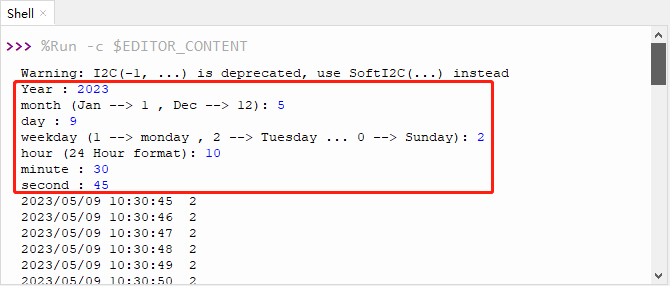 Shell ×
>>> %Run -c $EDITOR_CONTENT
Warning: I2C(-1, ...) is deprecated, use SoftI2C(...) instead
Year : 2023
month (Jan --> 1 , Dec --> 12): 5
day : 9
weekday (1 --> monday , 2 --> Tuesday ... 0 --> Sunday): 2
hour (24 Hour format): 10
minute : 30
second : 45
2023/05/09 10:30:45  2
2023/05/09 10:30:46  2
2023/05/09 10:30:47  2
2023/05/09 10:30:48  2
2023/05/09 10:30:49  2
2023/05/09 10:30:50  2